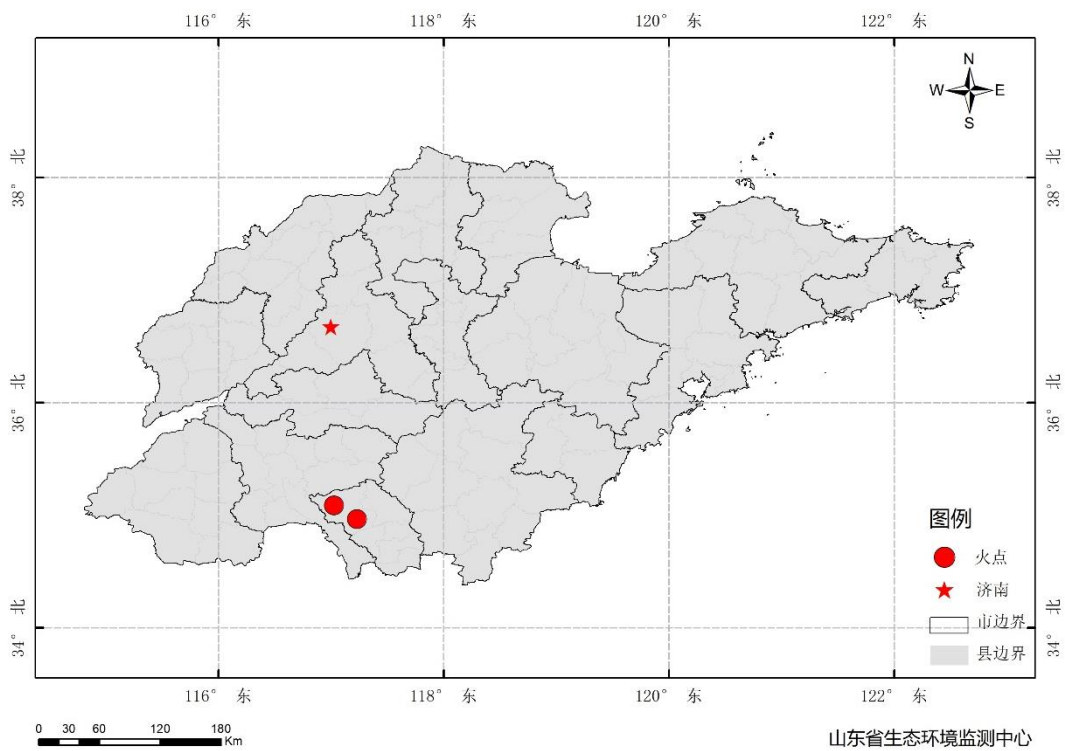 116° 东 118° 东 120° 东 122° 东
N
W E
S
38° 北 38° 北
36° 北 36° 北
图例
火点
济南
市边界
县边界
34° 北 34° 北
116° 东 118° 东 120° 东 122° 东
0 30 60 120 180
Km
山东省生态环境监测中心